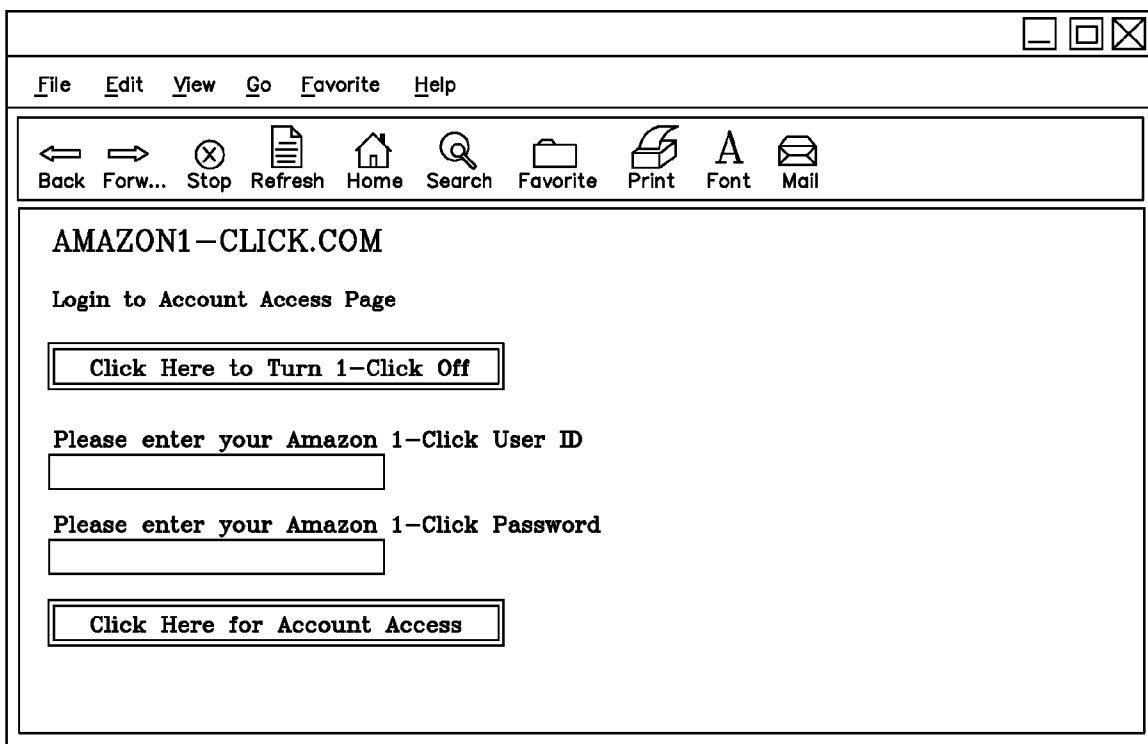 File Edit View Go Favorite Help
Back Forw... Stop Refresh Home Search Favorite Print A Font Mail
AMAZON1-CLICK.COM
Login to Account Access Page
Click Here to Turn 1-Click Off
Please enter your Amazon 1-Click User ID
Please enter your Amazon 1-Click Password
Click Here for Account Access